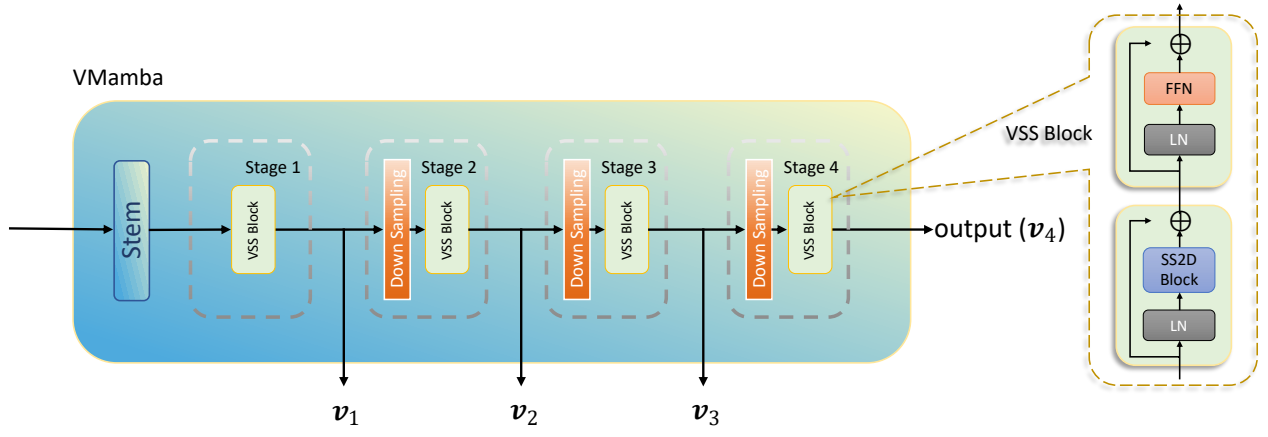 VMamba
Stem
Stage 1
VSS Block
Down Sampling
Stage 2
VSS Block
Down Sampling
Stage 3
VSS Block
Down Sampling
Stage 4
VSS Block
output (𝒗₄)
𝒗₁
𝒗₂
𝒗₃
VSS Block
FFN
LN
SS2D
Block
LN